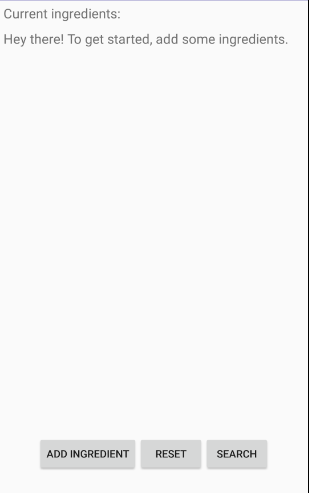 Current ingredients:
Hey there! To get started, add some ingredients.
ADD INGREDIENT
RESET
SEARCH